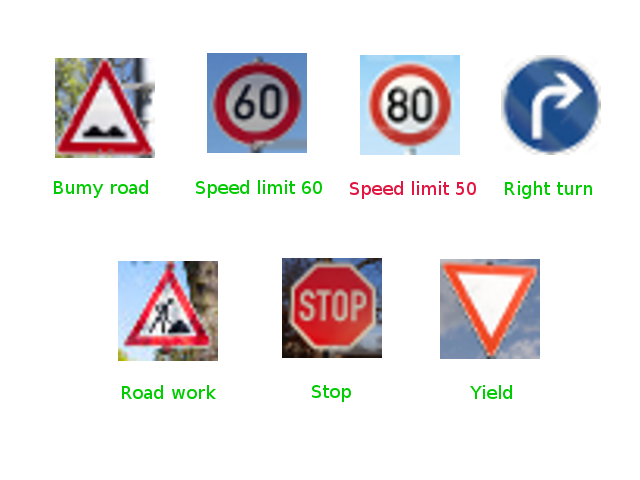 60
80
Bumy road
Speed limit 60
Speed limit 50
Right turn
STOP
Road work
Stop
Yield